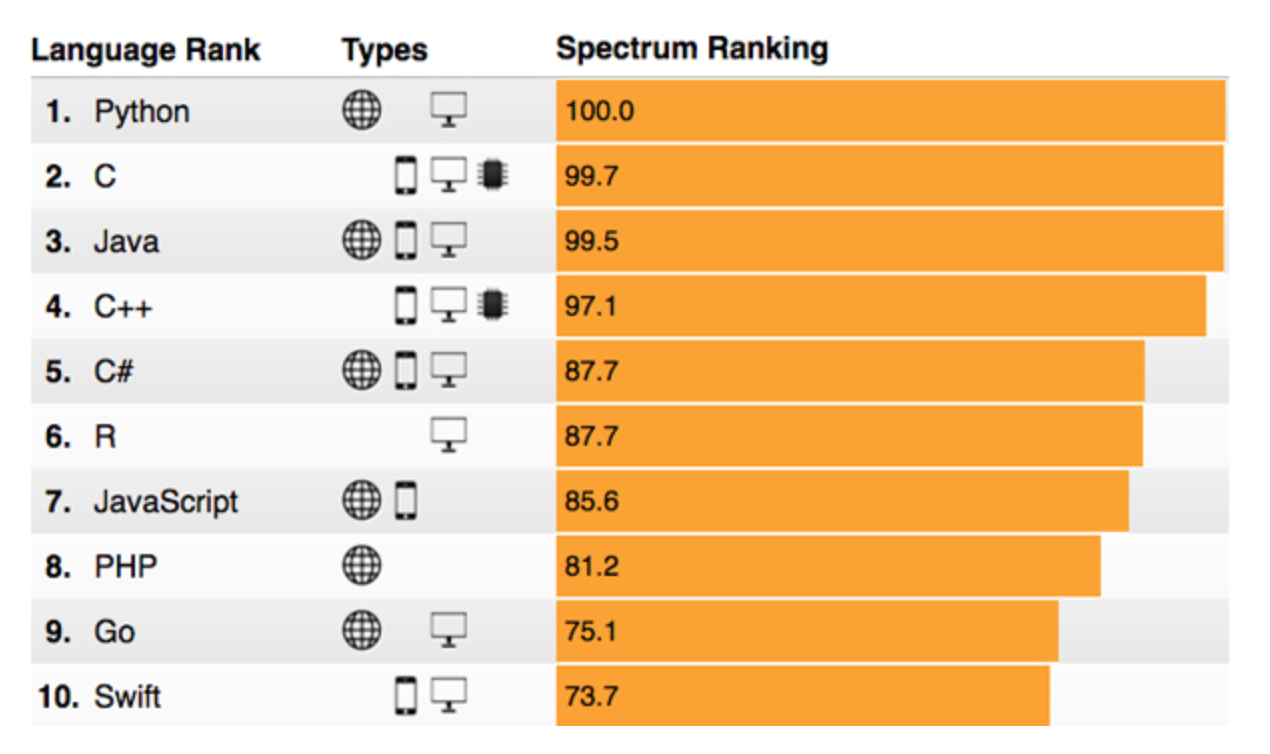 Language Rank Types Spectrum Ranking
1. Python 100.0
2. C 99.7
3. Java 99.5
4. C++ 97.1
5. C# 87.7
6. R 87.7
7. JavaScript 85.6
8. PHP 81.2
9. Go 75.1
10. Swift 73.7